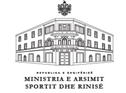 REPUBLIKA E SHQIPËRISË
MINISTRIA E ARSIMIT
SPORTIT DHE RINISË